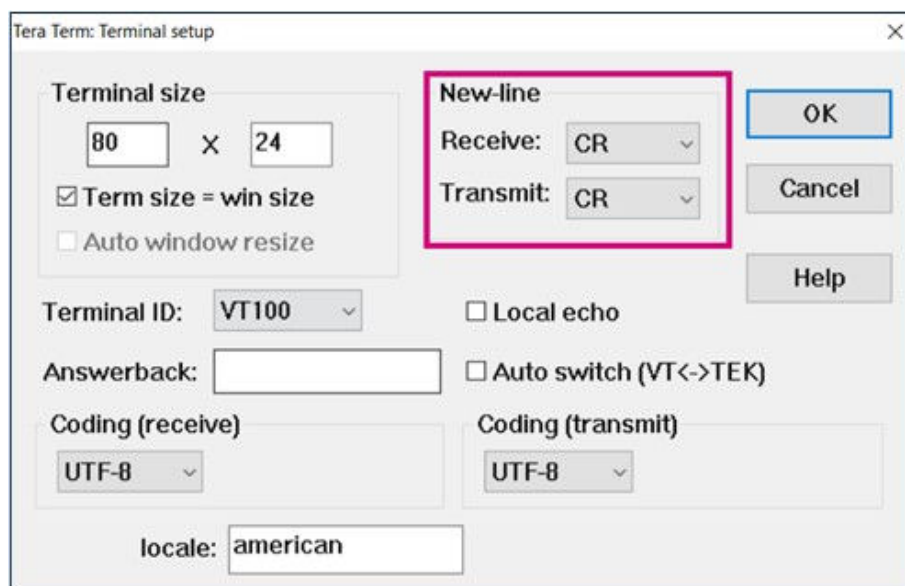 Tera Term: Terminal setup
Terminal size
80 X 24
Term size = win size
Auto window resize
New-line
Receive: CR
Transmit: CR
OK
Cancel
Help
Terminal ID: VT100
Local echo
Answerback:
Auto switch (VT<->TEK)
Coding (receive)
UTF-8
Coding (transmit)
UTF-8
locale: american